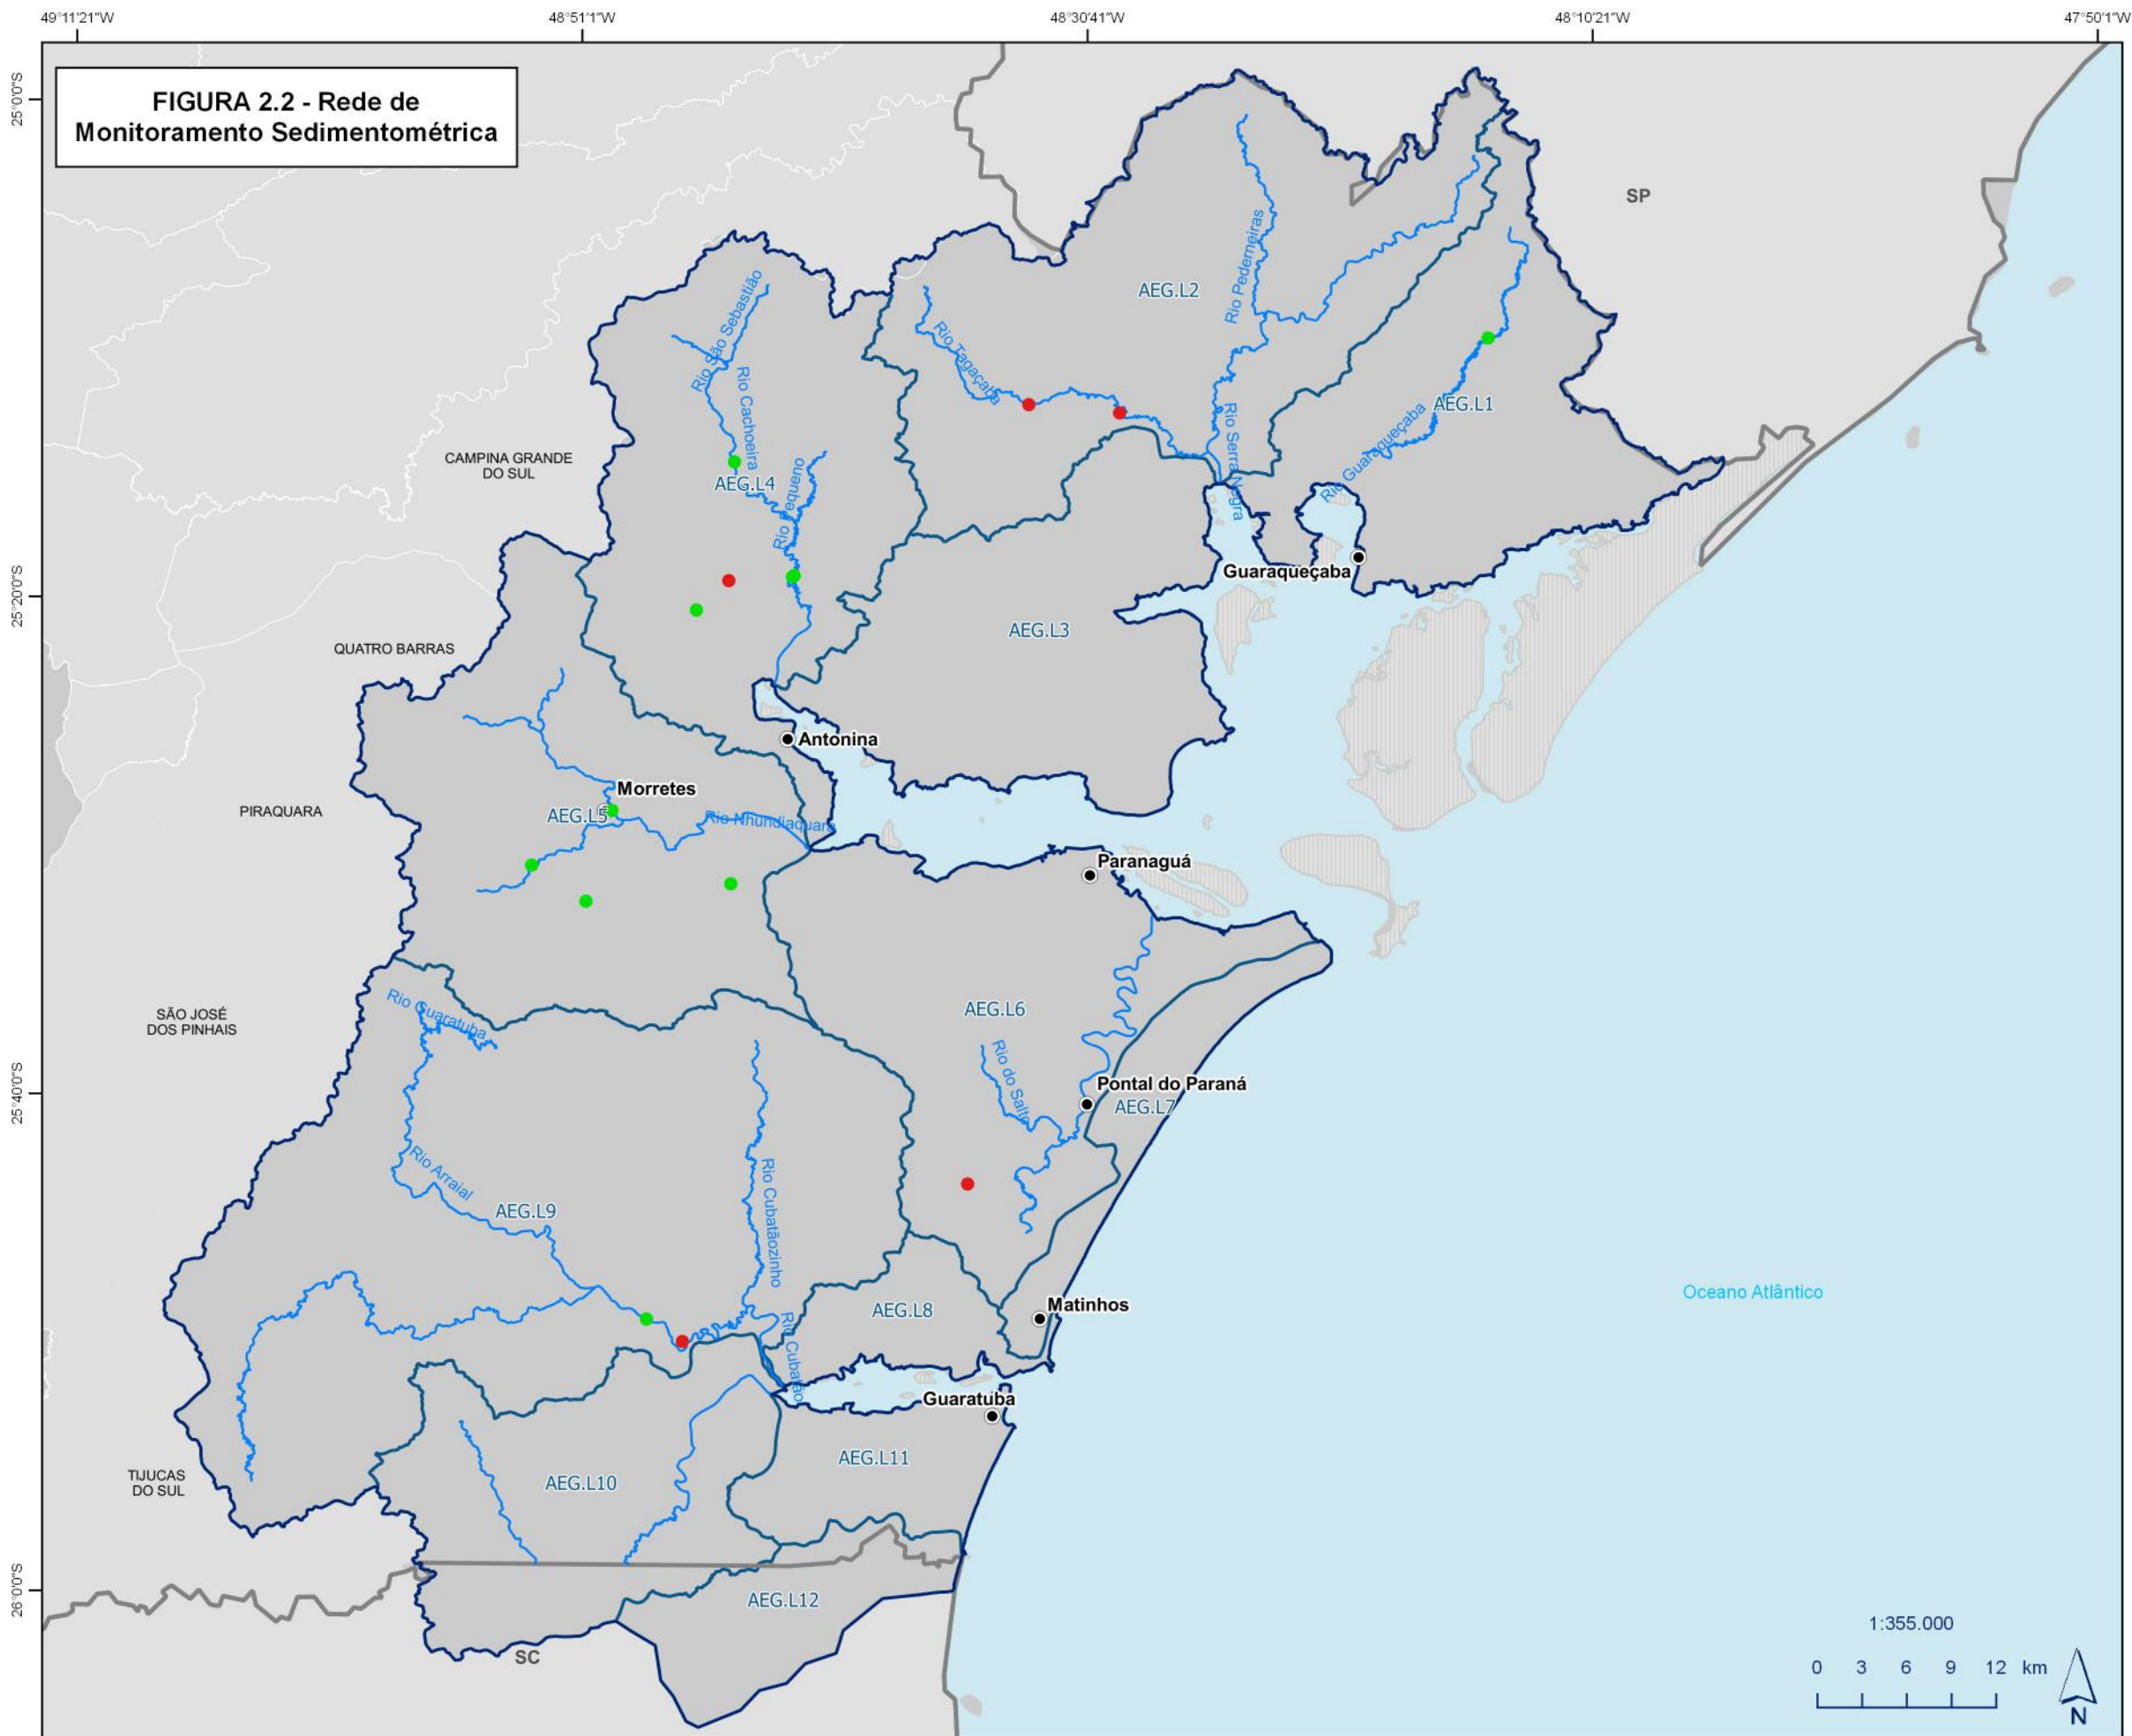 49°11'21"W
48°51'1"W
48°30'41"W
48°10'21"W
47°50'1"W
FIGURA 2.2 - Rede de
Monitoramento Sedimentométrica
25°0'0"S
SP
Rio Pederneiras
AEG.L2
Rio São Sebastião
Rio Tagaçaba
Rio Cachoeira
AEG.L1
Rio Serra Negra
Rio Guaraqueçaba
CAMPINA GRANDE
DO SUL
AEG.L4
Rio Pequeno
Guaraqueçaba
25°20'0"S
AEG.L3
QUATRO BARRAS
Antonina
Morretes
PIRAQUARA
AEG.L5
Rio Nhundiaquara
Paranaguá
SÃO JOSÉ
DOS PINHAIS
Rio Guaratuba
AEG.L6
Rio do Salto
25°40'0"S
Pontal do Paraná
AEG.L7
Rio Arraial
AEG.L9
Rio Cubatãozinho
Oceano Atlântico
AEG.L8
Matinhos
Rio Cubatão
Guaratuba
AEG.L11
TIJUCAS
DO SUL
AEG.L10
26°0'0"S
AEG.L12
SC
1:355.000
0 3 6 9 12 km
N